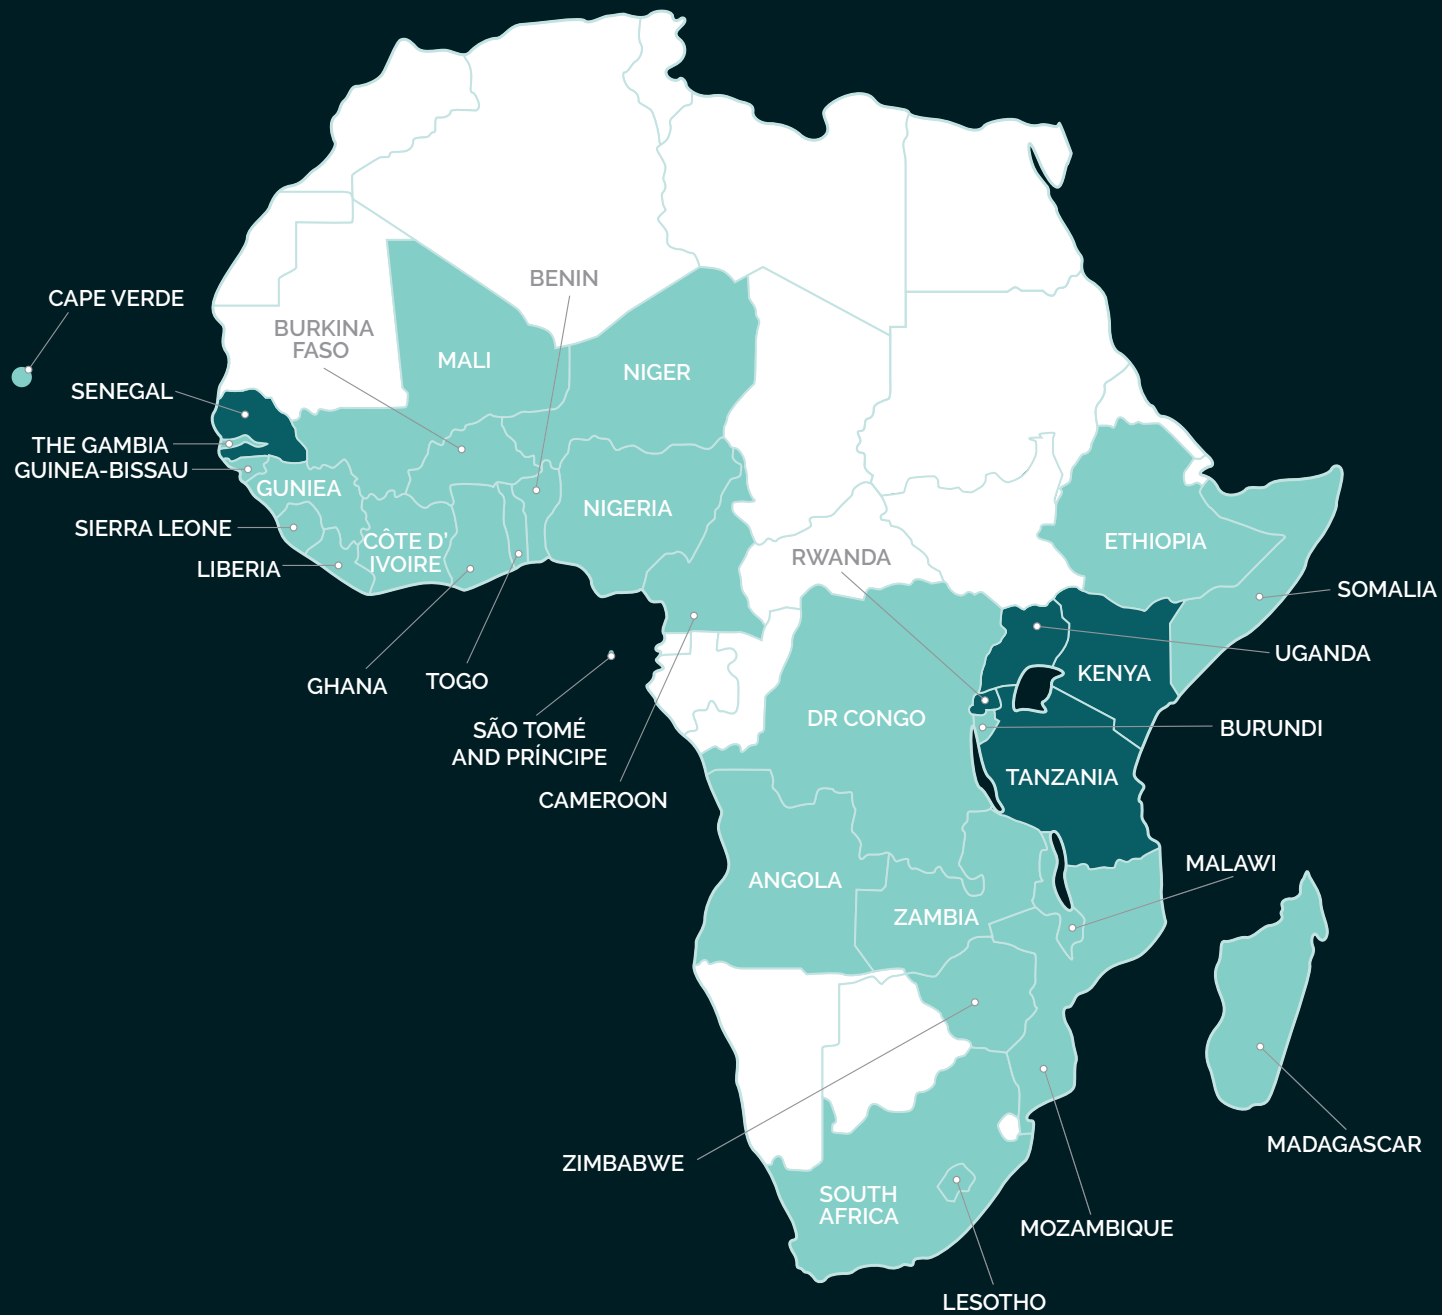 BENIN
CAPE VERDE
BURKINA
FASO
MALI
NIGER
SENEGAL
THE GAMBIA
GUINEA-BISSAU
GUNIEA
NIGERIA
SIERRA LEONE
CÔTE D'
IVOIRE
LIBERIA
ETHIOPIA
RWANDA
SOMALIA
UGANDA
KENYA
GHANA
TOGO
SÃO TOMÉ
AND PRÍNCIPE
DR CONGO
BURUNDI
TANZANIA
CAMEROON
MALAWI
ANGOLA
ZAMBIA
MADAGASCAR
ZIMBABWE
SOUTH
AFRICA
MOZAMBIQUE
LESOTHO